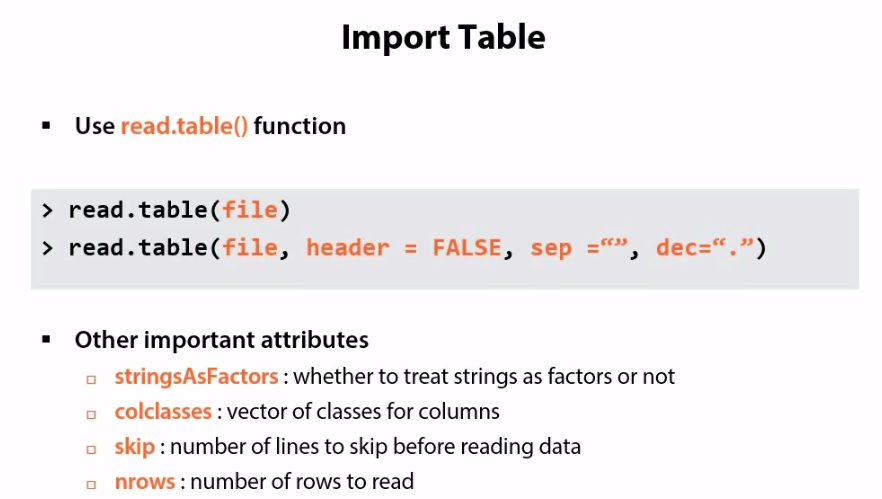 Import Table
▪ Use read.table() function
> read.table(file)
> read.table(file, header = FALSE, sep =“”, dec=“.”)
▪ Other important attributes
▫ stringsAsFactors : whether to treat strings as factors or not
▫ colclasses : vector of classes for columns
▫ skip : number of lines to skip before reading data
▫ nrows : number of rows to read